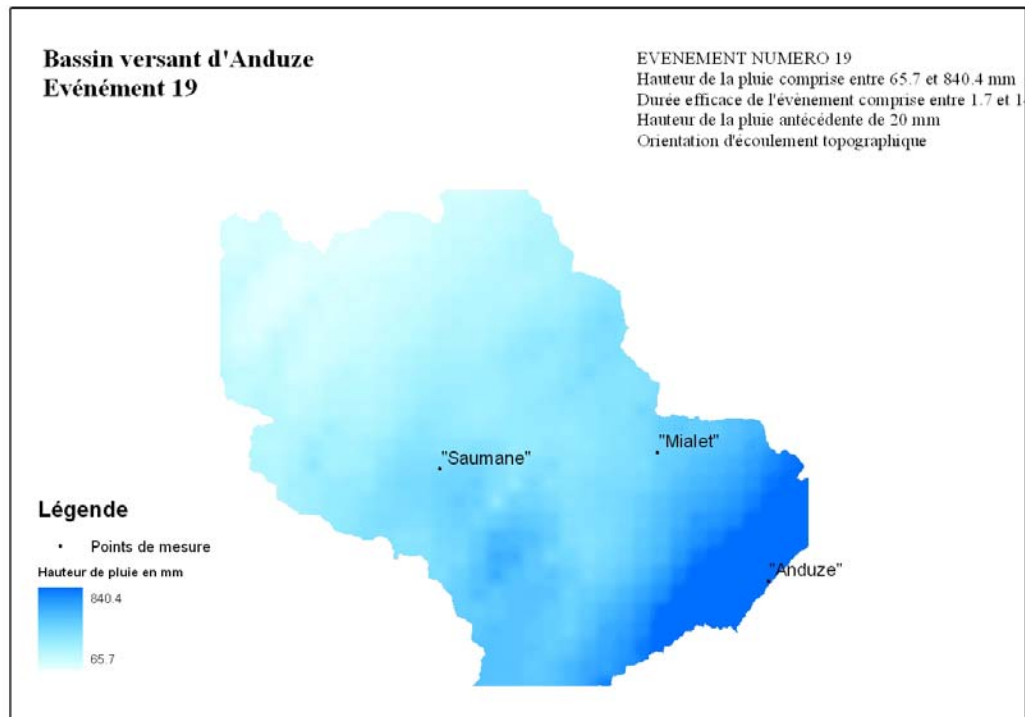 Bassin versant d'Anduze
Evénément 19
EVENEMENT NUMERO 19
Hauteur de la pluie comprise entre 65.7 et 840.4 mm
Durée efficace de l'évènement comprise entre 1.7 et 1
Hauteur de la pluie antécédente de 20 mm
Orientation d'écoulement topographique
"Mialet"
"Saumane"
"Anduze"
Légende
Points de mesure
Hauteur de pluie en mm
840.4
65.7